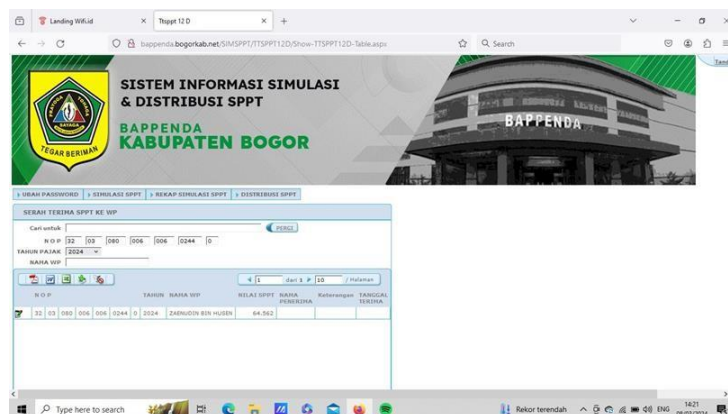 Landing Wifi.id
Ttsppt 12 D
bappenda.bogorkab.net/SIMSPPT/TTSPPT12D/Show-TTSPPT12D-Table.aspx
Search
SISTEM INFORMASI SIMULASI
& DISTRIBUSI SPPT
BAPPENDA
KABUPATEN BOGOR
TEGAR BERIMAN
BAPPENDA
UBAH PASSWORD
SIMULASI SPPT
REKAP SIMULASI SPPT
DISTRIBUSI SPPT
SERAH TERIMA SPPT KE WP
Cari untuk
PERGI
N O P 32 03 080 006 006 0244 0
TAHUN PAJAK 2024
NAMA WP
1 dari 1 10 / Halaman
N O P TAHUN NAMA WP NILAI SPPT NAMA PENERIMA Keterangan TANGGAL TERIMA
32 03 080 006 006 0244 0 2024 ZAENUDIN BIN HUSEN 64.562
Type here to search
Rekor terendah
ENG
14:21